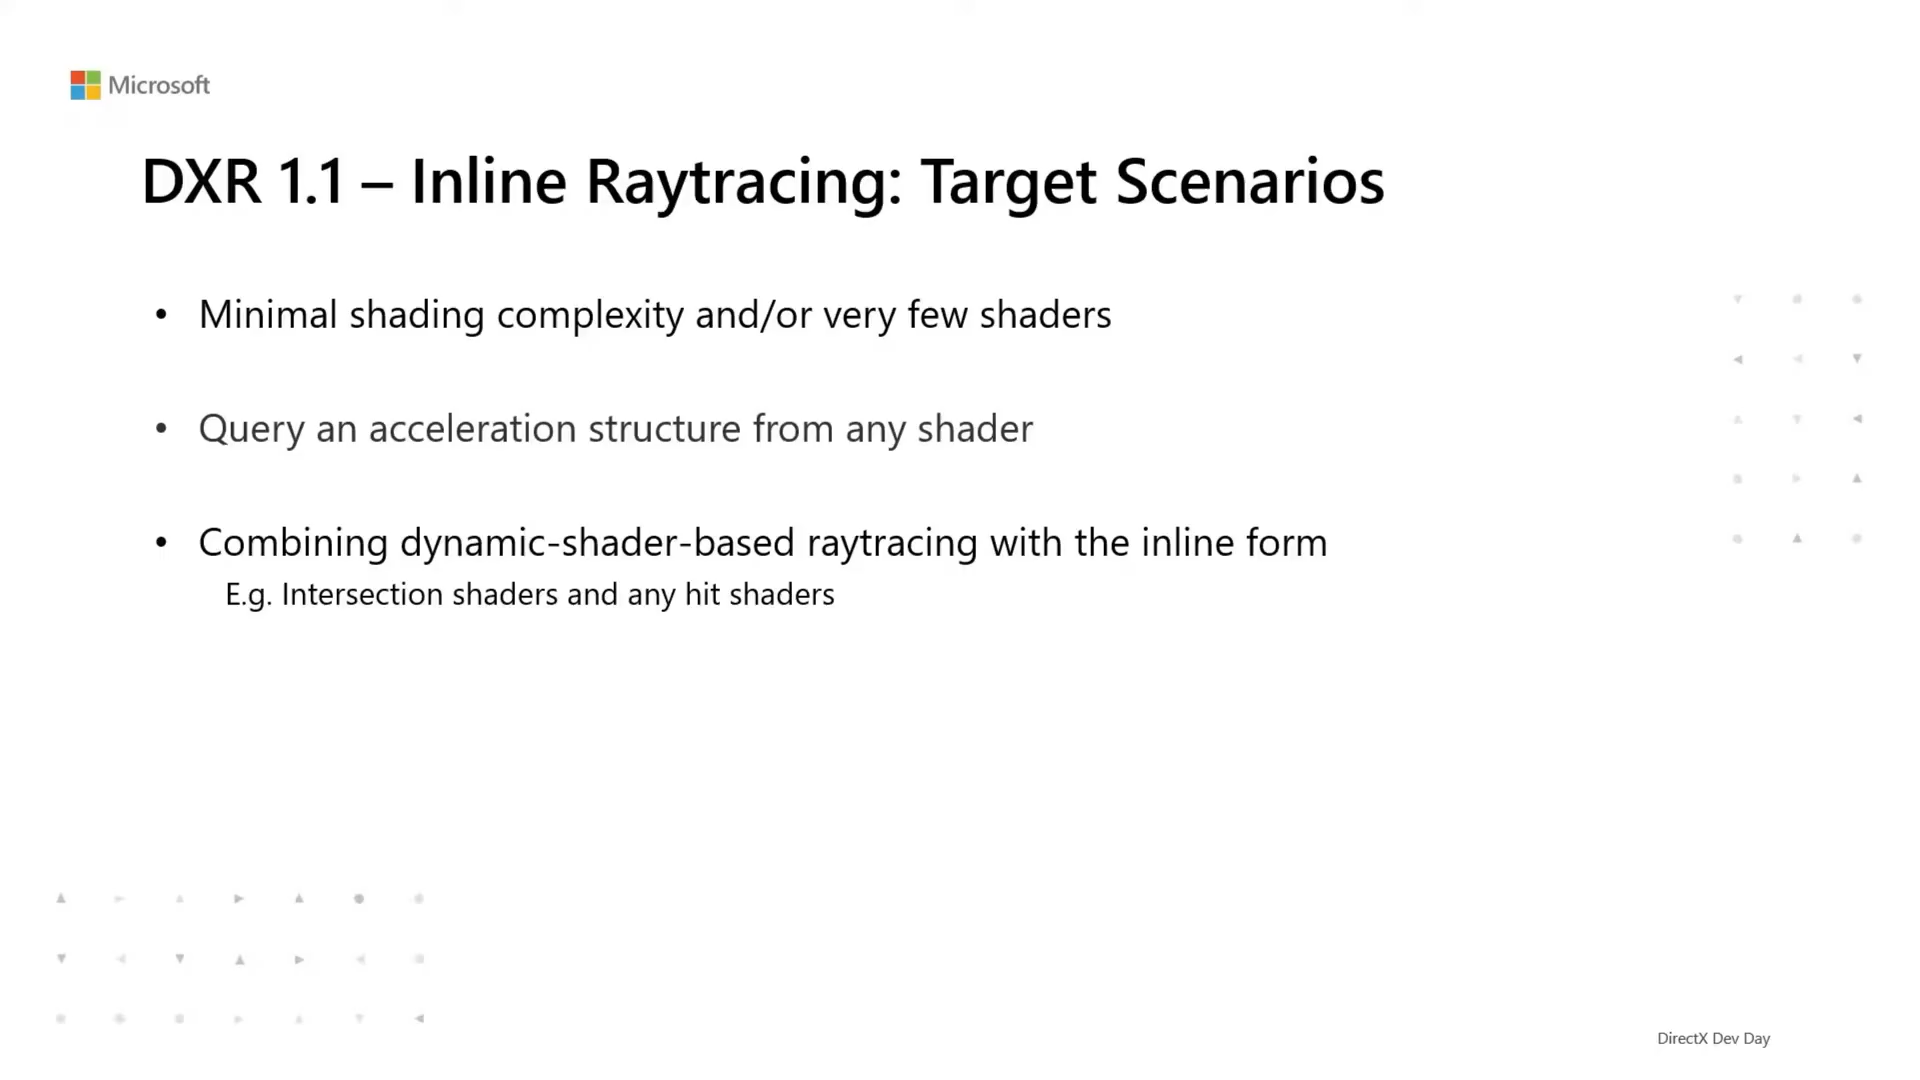 Microsoft
DXR 1.1 – Inline Raytracing: Target Scenarios
• Minimal shading complexity and/or very few shaders
• Query an acceleration structure from any shader
• Combining dynamic-shader-based raytracing with the inline form
E.g. Intersection shaders and any hit shaders
DirectX Dev Day